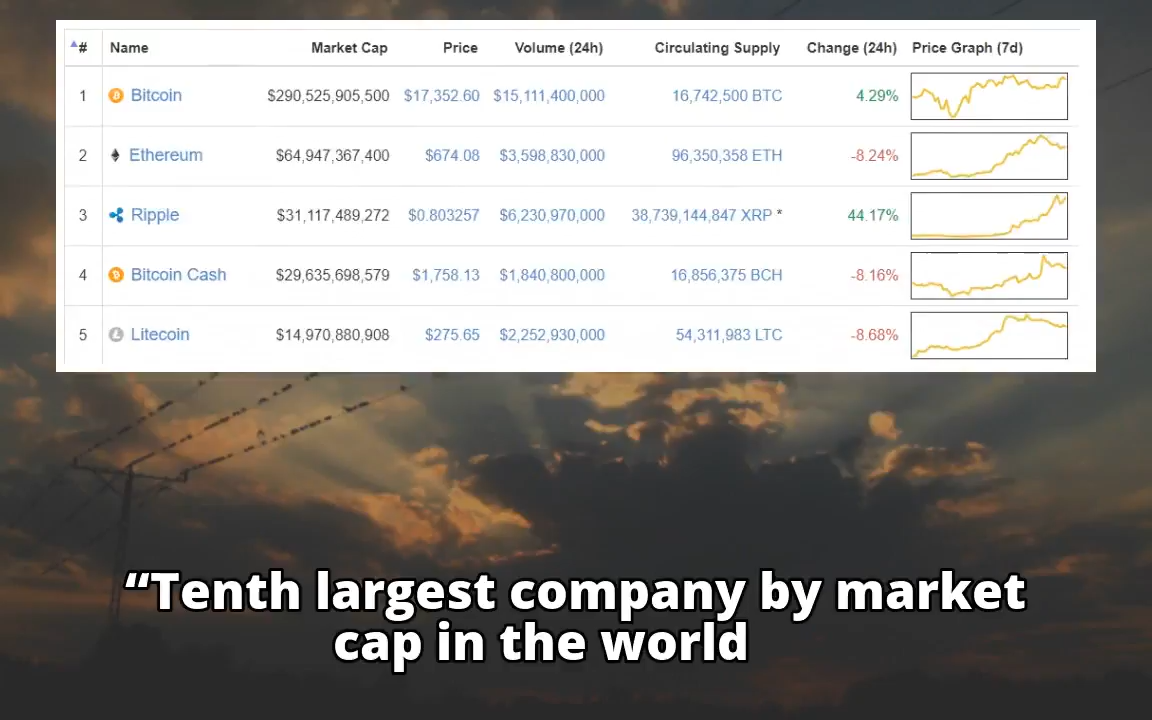 # Name Market Cap Price Volume (24h) Circulating Supply Change (24h) Price Graph (7d)
1 Bitcoin $290,525,905,500 $17,352.60 $15,111,400,000 16,742,500 BTC 4.29%
2 Ethereum $64,947,367,400 $674.08 $3,598,830,000 96,350,358 ETH -8.24%
3 Ripple $31,117,489,272 $0.803257 $6,230,970,000 38,739,144,847 XRP * 44.17%
4 Bitcoin Cash $29,635,698,579 $1,758.13 $1,840,800,000 16,856,375 BCH -8.16%
5 Litecoin $14,970,880,908 $275.65 $2,252,930,000 54,311,983 LTC -8.68%
“Tenth largest company by market
cap in the world